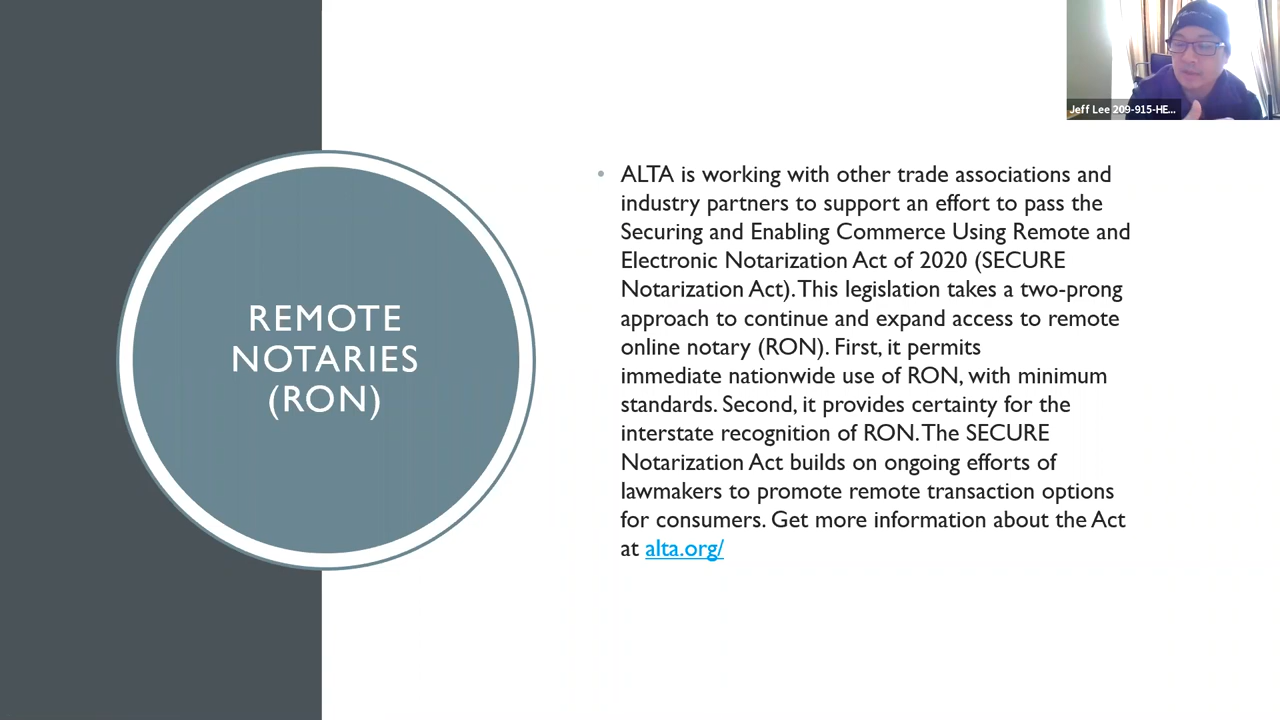 Jeff Lee 209-915-HE...
REMOTE
NOTARIES
(RON)
• ALTA is working with other trade associations and
industry partners to support an effort to pass the
Securing and Enabling Commerce Using Remote and
Electronic Notarization Act of 2020 (SECURE
Notarization Act). This legislation takes a two-prong
approach to continue and expand access to remote
online notary (RON). First, it permits
immediate nationwide use of RON, with minimum
standards. Second, it provides certainty for the
interstate recognition of RON. The SECURE
Notarization Act builds on ongoing efforts of
lawmakers to promote remote transaction options
for consumers. Get more information about the Act
at alta.org/